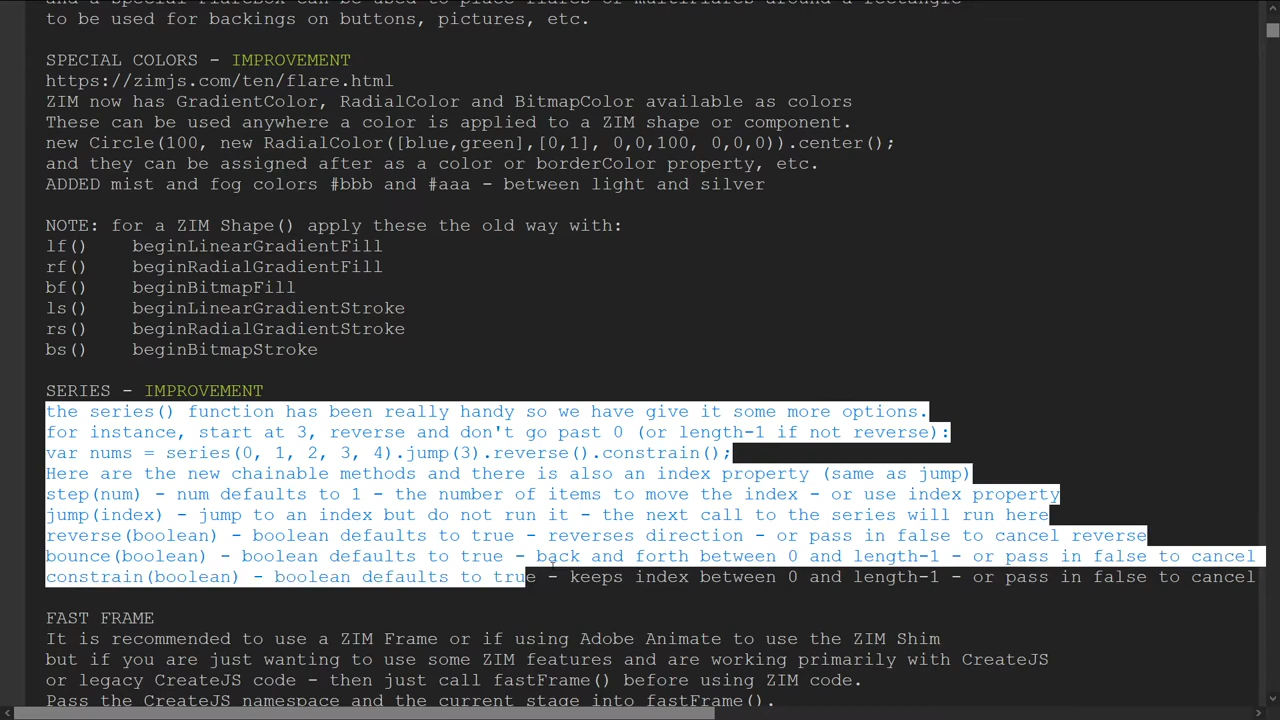 and a special FlareBox can be used to place flares or multiflares around a rectangle
to be used for backings on buttons, pictures, etc.
SPECIAL COLORS - IMPROVEMENT
https://zimjs.com/ten/flare.html
ZIM now has GradientColor, RadialColor and BitmapColor available as colors
These can be used anywhere a color is applied to a ZIM shape or component.
new Circle(100, new RadialColor([blue,green],[0,1], 0,0,100, 0,0,0)).center();
and they can be assigned after as a color or borderColor property, etc.
ADDED mist and fog colors #bbb and #aaa - between light and silver
NOTE: for a ZIM Shape() apply these the old way with:
lf() beginLinearGradientFill
rf() beginRadialGradientFill
bf() beginBitmapFill
ls() beginLinearGradientStroke
rs() beginRadialGradientStroke
bs() beginBitmapStroke
SERIES - IMPROVEMENT
the series() function has been really handy so we have give it some more options.
for instance, start at 3, reverse and don't go past 0 (or length-1 if not reverse):
var nums = series(0, 1, 2, 3, 4).jump(3).reverse().constrain();
Here are the new chainable methods and there is also an index property (same as jump)
step(num) - num defaults to 1 - the number of items to move the index - or use index property
jump(index) - jump to an index but do not run it - the next call to the series will run here
reverse(boolean) - boolean defaults to true - reverses direction - or pass in false to cancel reverse
bounce(boolean) - boolean defaults to true - back and forth between 0 and length-1 - or pass in false to cancel
constrain(boolean) - boolean defaults to true - keeps index between 0 and length-1 - or pass in false to cancel
FAST FRAME
It is recommended to use a ZIM Frame or if using Adobe Animate to use the ZIM Shim
but if you are just wanting to use some ZIM features and are working primarily with CreateJS
or legacy CreateJS code - then just call fastFrame() before using ZIM code.
Pass the CreateJS namespace and the current stage into fastFrame().